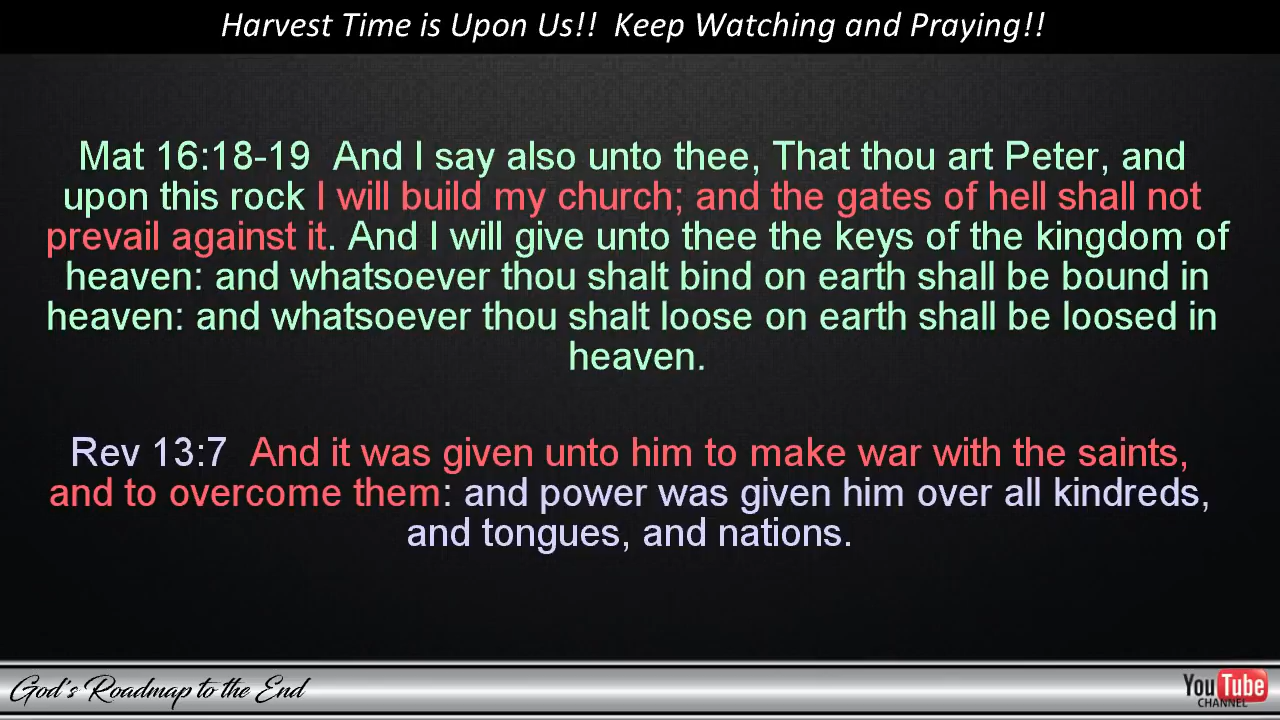 Harvest Time is Upon Us!!  Keep Watching and Praying!!
Mat 16:18-19  And I say also unto thee, That thou art Peter, and
upon this rock I will build my church; and the gates of hell shall not
prevail against it. And I will give unto thee the keys of the kingdom of
heaven: and whatsoever thou shalt bind on earth shall be bound in
heaven: and whatsoever thou shalt loose on earth shall be loosed in
heaven.
Rev 13:7  And it was given unto him to make war with the saints,
and to overcome them: and power was given him over all kindreds,
and tongues, and nations.
God's Roadmap to the End
YouTube
CHANNEL